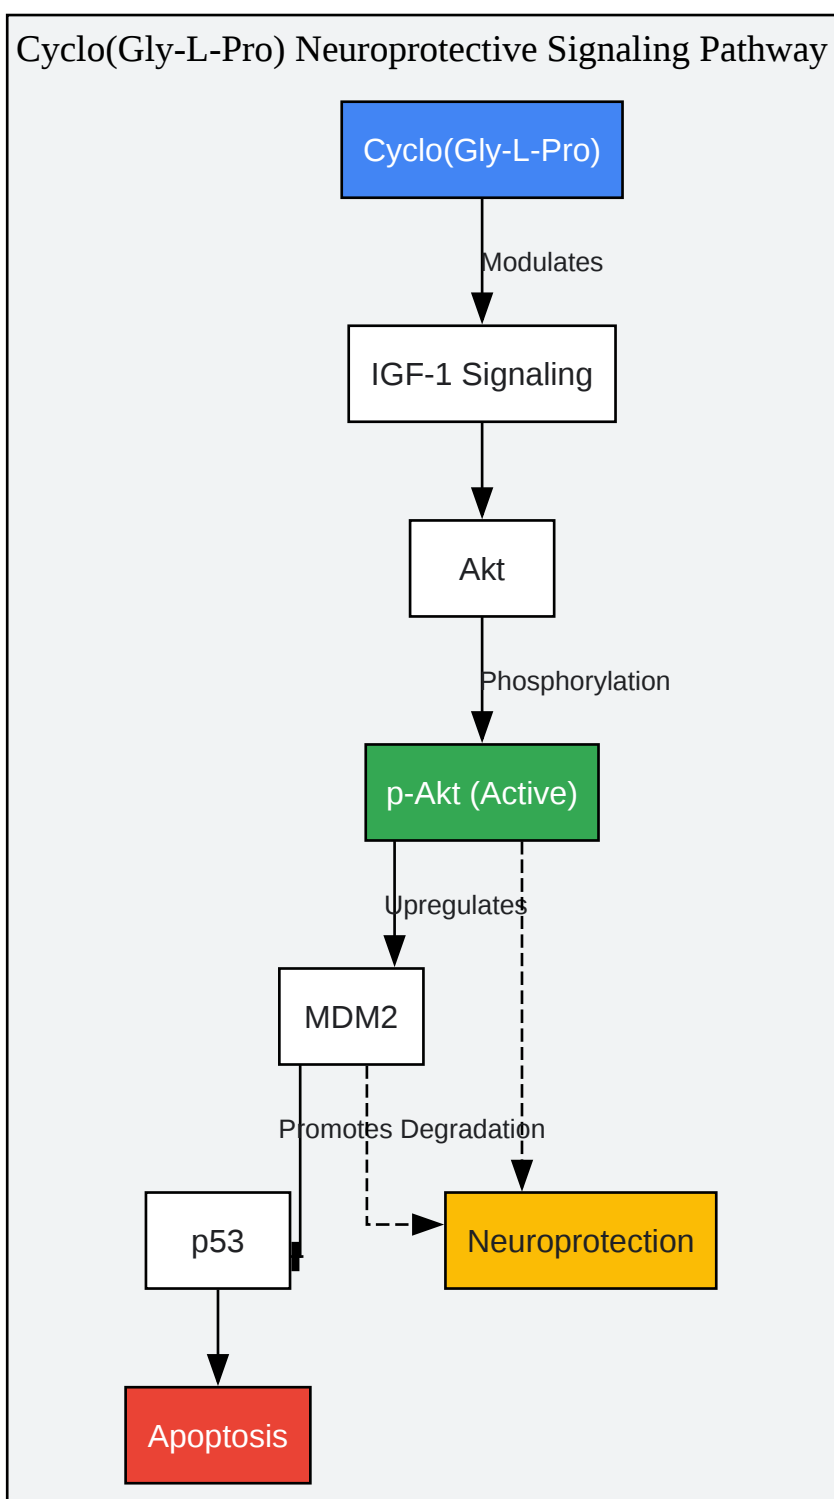 Cyclo(Gly-L-Pro) Neuroprotective Signaling Pathway
Cyclo(Gly-L-Pro)
Modulates
IGF-1 Signaling
Akt
Phosphorylation
p-Akt (Active)
Upregulates
MDM2
Promotes Degradation
p53
Neuroprotection
Apoptosis